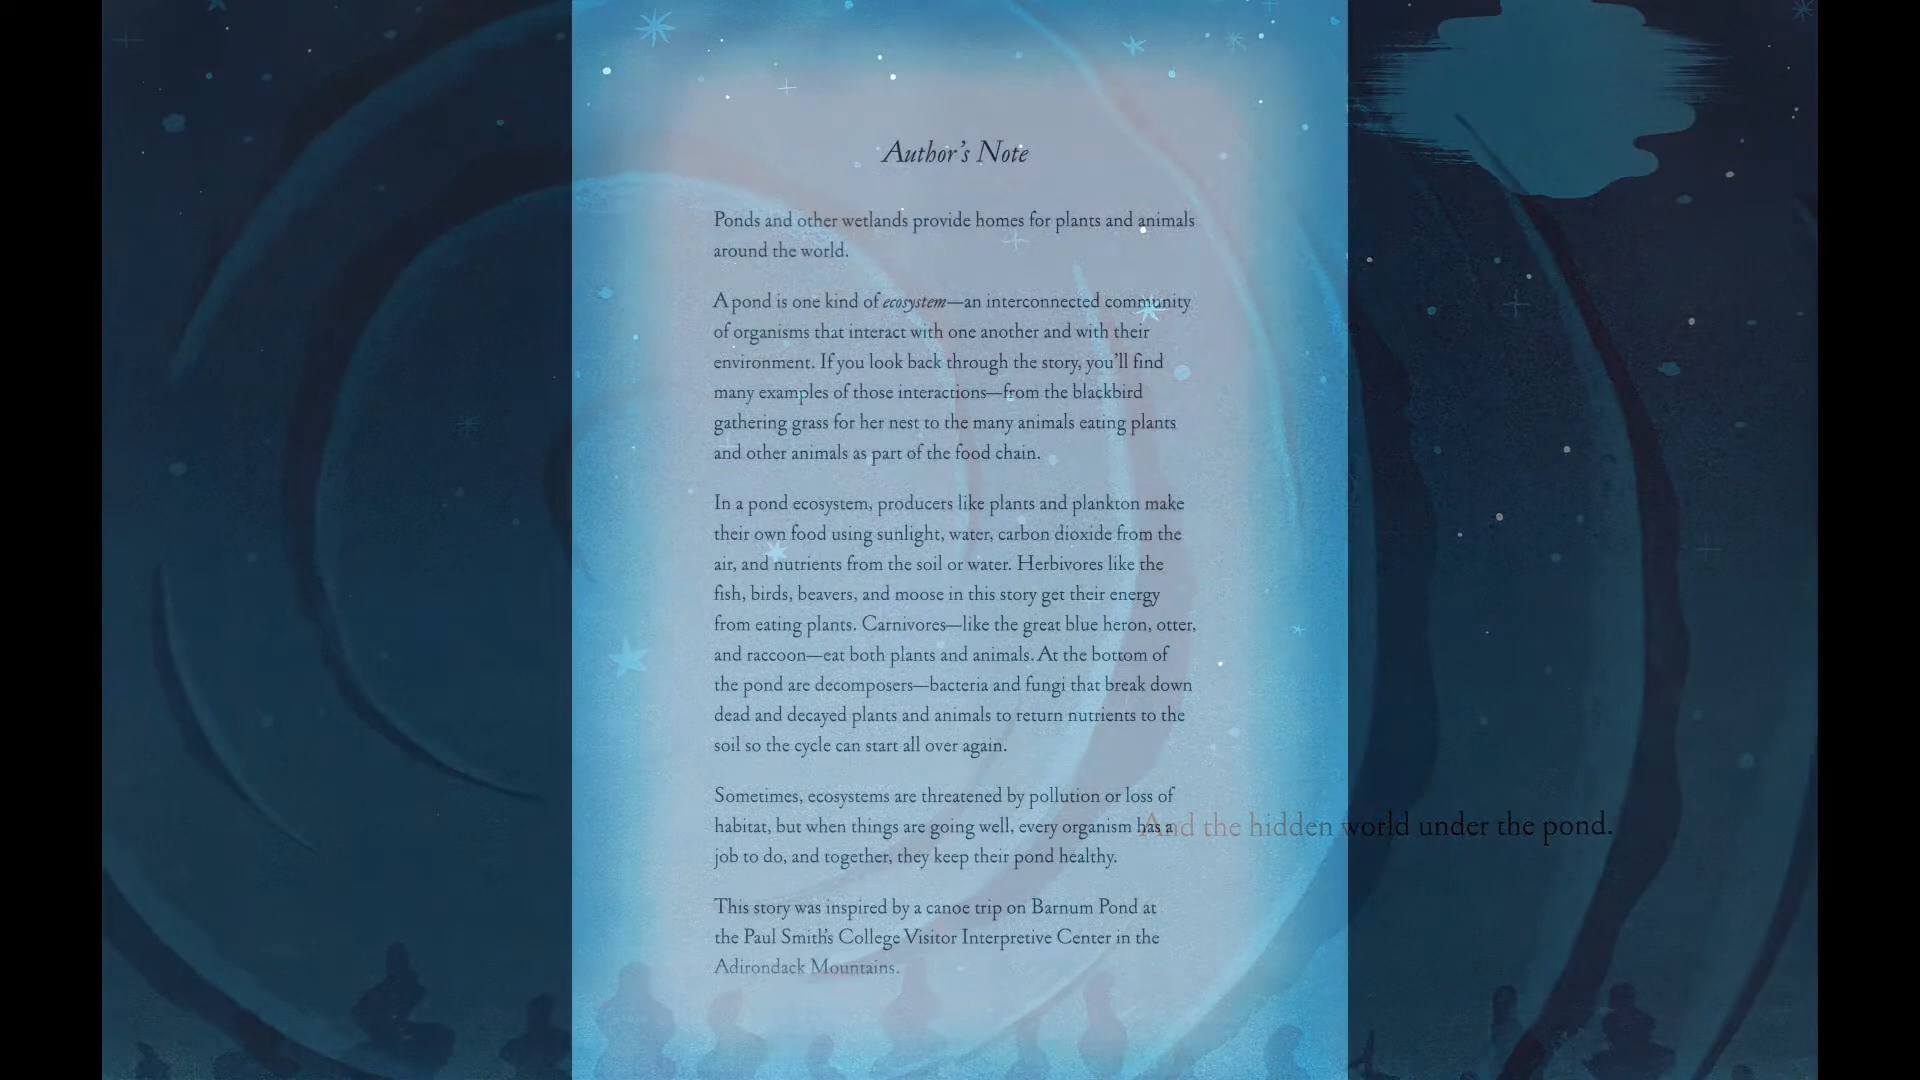 Author's Note
Ponds and other wetlands provide homes for plants and animals
around the world.
A pond is one kind of ecosystem—an interconnected community
of organisms that interact with one another and with their
environment. If you look back through the story, you'll find
many examples of those interactions—from the blackbird
gathering grass for her nest to the many animals eating plants
and other animals as part of the food chain.
In a pond ecosystem, producers like plants and plankton make
their own food using sunlight, water, carbon dioxide from the
air, and nutrients from the soil or water. Herbivores like the
fish, birds, beavers, and moose in this story get their energy
from eating plants. Carnivores—like the great blue heron, otter,
and raccoon—eat both plants and animals. At the bottom of
the pond are decomposers—bacteria and fungi that break down
dead and decayed plants and animals to return nutrients to the
soil so the cycle can start all over again.
Sometimes, ecosystems are threatened by pollution or loss of
habitat, but when things are going well, every organism has a
job to do, and together, they keep their pond healthy.
This story was inspired by a canoe trip on Barnum Pond at
the Paul Smith's College Visitor Interpretive Center in the
Adirondack Mountains.
And the hidden world under the pond.